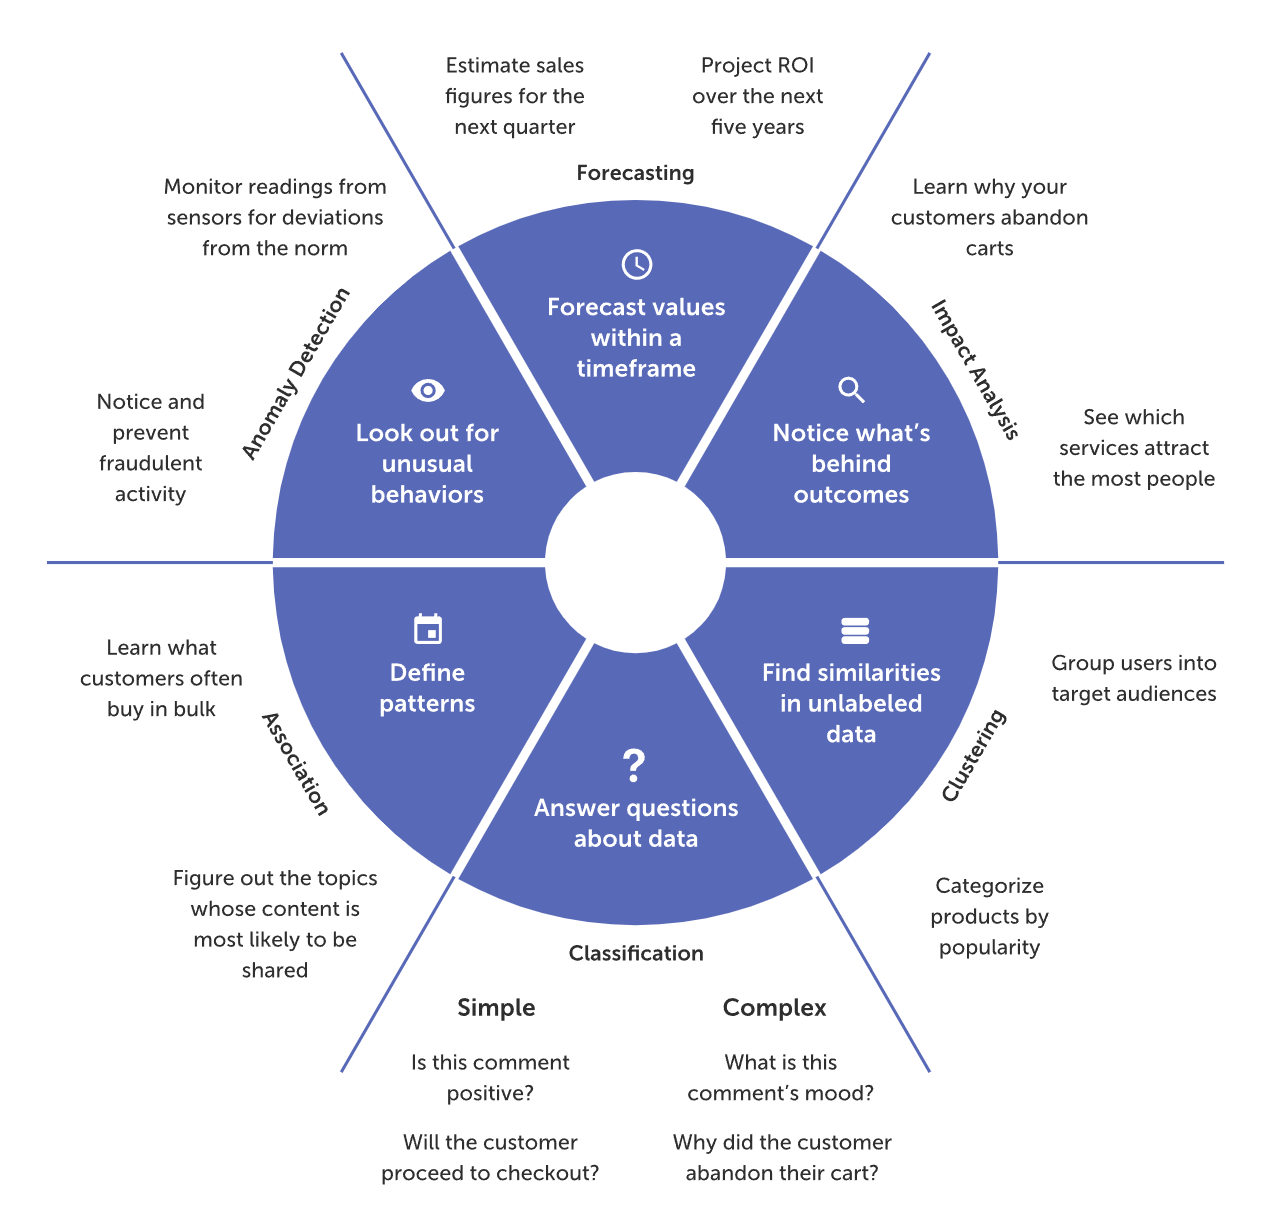 Estimate sales
figures for the
next quarter
Project ROI
over the next
five years
Forecasting
Forecast values
within a
timeframe
Learn why your
customers abandon
carts
Impact Analysis
Notice what's
behind
outcomes
See which
services attract
the most people
Group users into
target audiences
Clustering
Find similarities
in unlabeled
data
Categorize
products by
popularity
Answer questions
about data
Classification
Simple
Is this comment
positive?
Will the customer
proceed to checkout?
Complex
What is this
comment's mood?
Why did the customer
abandon their cart?
Learn what
customers often
buy in bulk
Association
Define
patterns
Figure out the topics
whose content is
most likely to be
shared
Monitor readings from
sensors for deviations
from the norm
Anomaly Detection
Look out for
unusual
behaviors
Notice and
prevent
fraudulent
activity